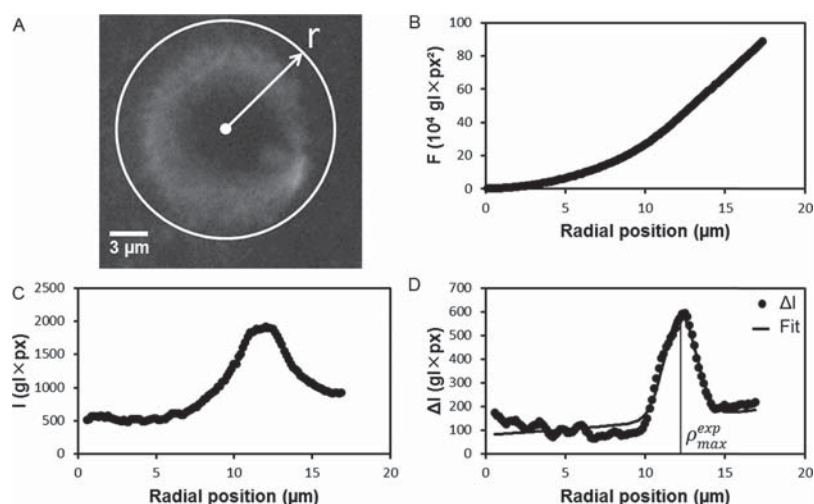 A
r
3 µm
B
F (10⁴ gl×px²)
100
80
60
40
20
0
0 5 10 15 20
Radial position (µm)
C
I (gl×px)
2500
2000
1500
1000
500
0
0 5 10 15 20
Radial position (µm)
D
ΔI (gl×px)
700
600
500
400
300
200
100
0
ΔI
Fit
ρ_max^exp
0 5 10 15 20
Radial position (µm)